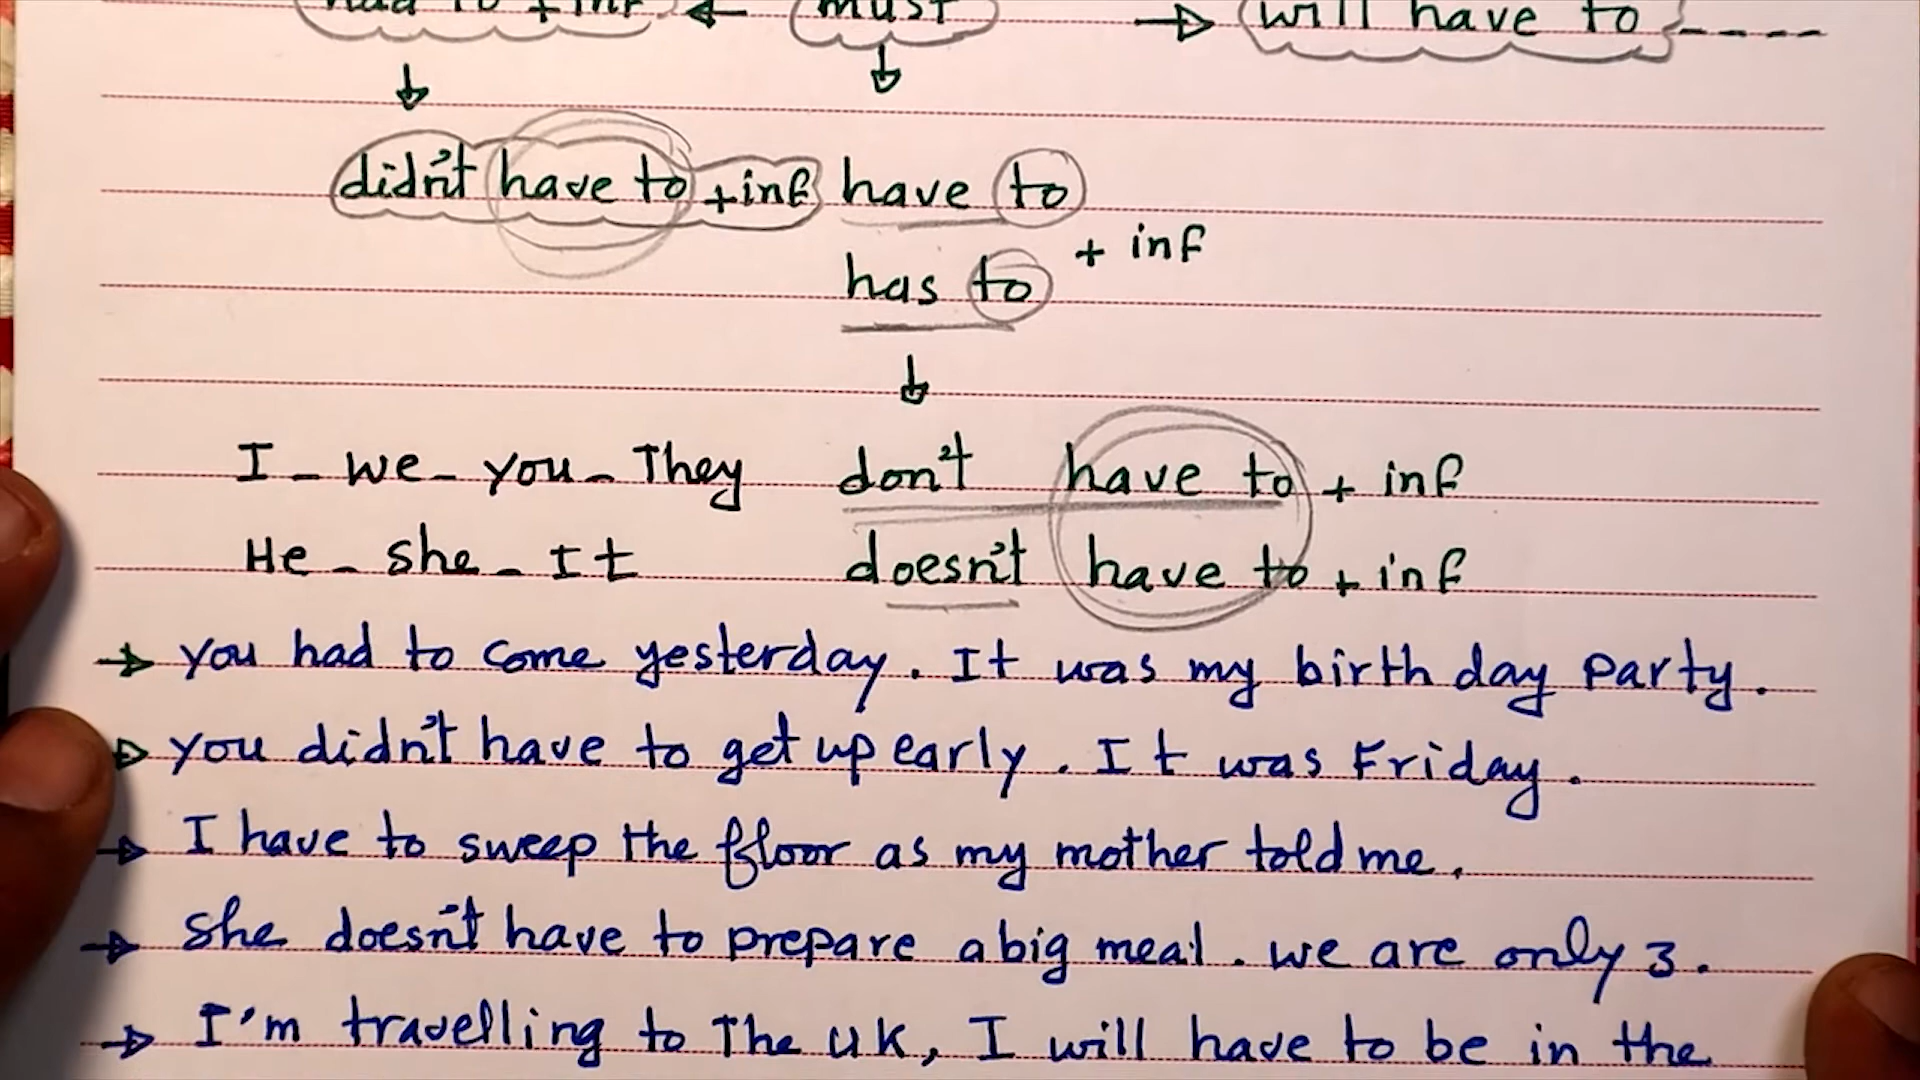 had to + inf ← must → will have to ----
↓ ↓
didn't have to + inf have to
+ inf
has to
↓
I - we - you - They don't have to + inf
He - she - It doesn't have to + inf
→ you had to come yesterday. It was my birthday party.
→ you didn't have to get up early. It was Friday.
→ I have to sweep the floor as my mother told me.
→ she doesn't have to prepare a big meal. we are only 3.
→ I'm travelling to The UK, I will have to be in the